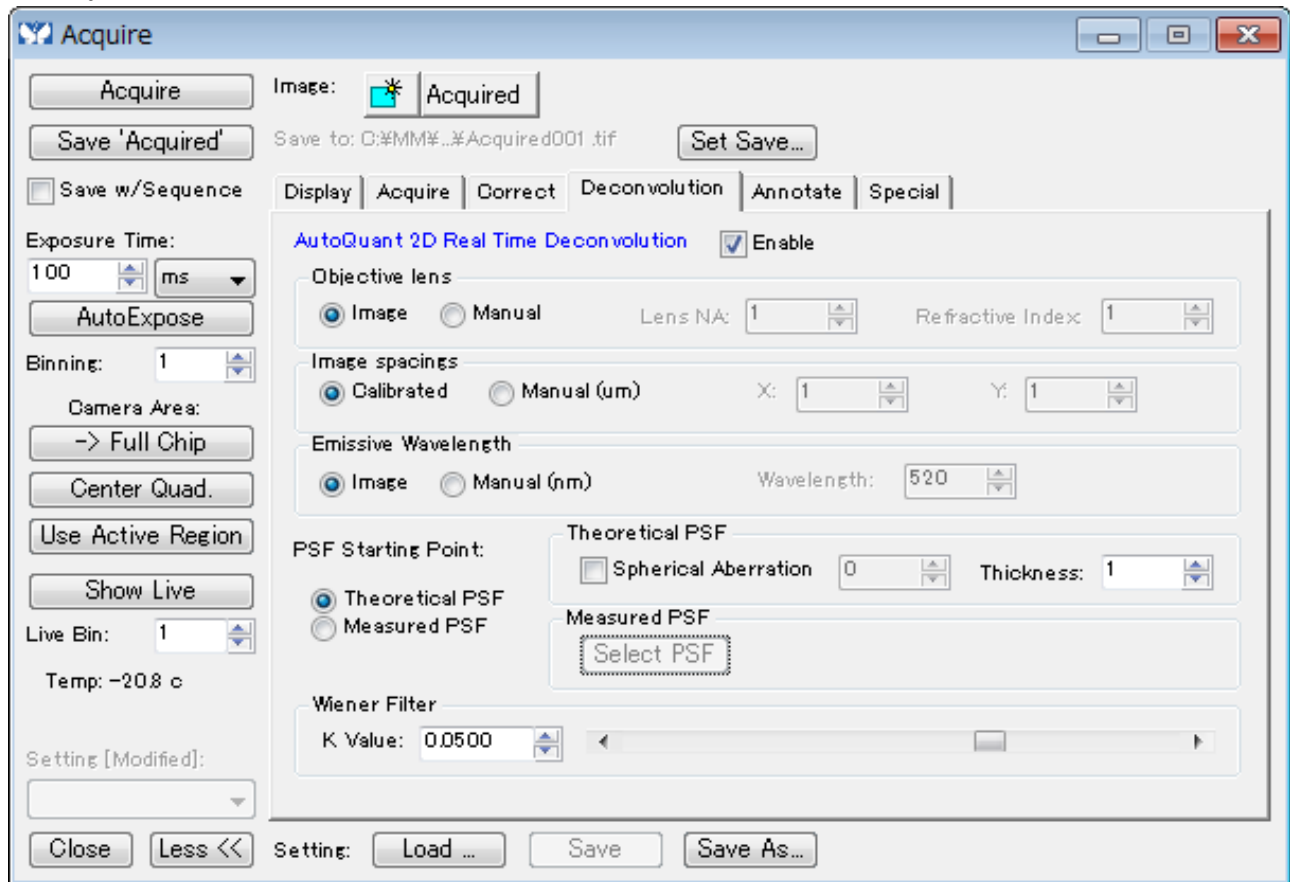 Acquire
Acquire
Image: Acquired
Save 'Acquired'
Save to: C:¥MM¥...¥Acquired001.tif Set Save...
Save w/Sequence
Display Acquire Correct Deconvolution Annotate Special
Exposure Time:
100 ms
AutoExpose
Binning: 1
Camera Area:
-> Full Chip
Center Quad.
Use Active Region
Show Live
Live Bin: 1
Temp: -20.8 c
Setting [Modified]:
AutoQuant 2D Real Time Deconvolution Enable
Objective lens
Image Manual Lens NA: 1 Refractive Index: 1
Image spacings
Calibrated Manual (um) X: 1 Y: 1
Emissive Wavelength
Image Manual (nm) Wavelength: 520
PSF Starting Point:
Theoretical PSF
Measured PSF
Theoretical PSF
Spherical Aberration 0 Thickness: 1
Measured PSF
Select PSF
Wiener Filter
K Value: 0.0500
Close Less << Setting: Load ... Save Save As...